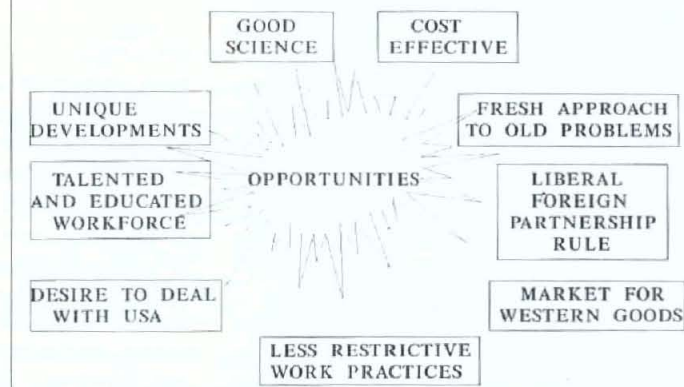 GOOD
SCIENCE
COST
EFFECTIVE
UNIQUE
DEVELOPMENTS
FRESH APPROACH
TO OLD PROBLEMS
TALENTED
AND EDUCATED
WORKFORCE
OPPORTUNITIES
LIBERAL
FOREIGN
PARTNERSHIP
RULE
DESIRE TO DEAL
WITH USA
MARKET FOR
WESTERN GOODS
LESS RESTRICTIVE
WORK PRACTICES